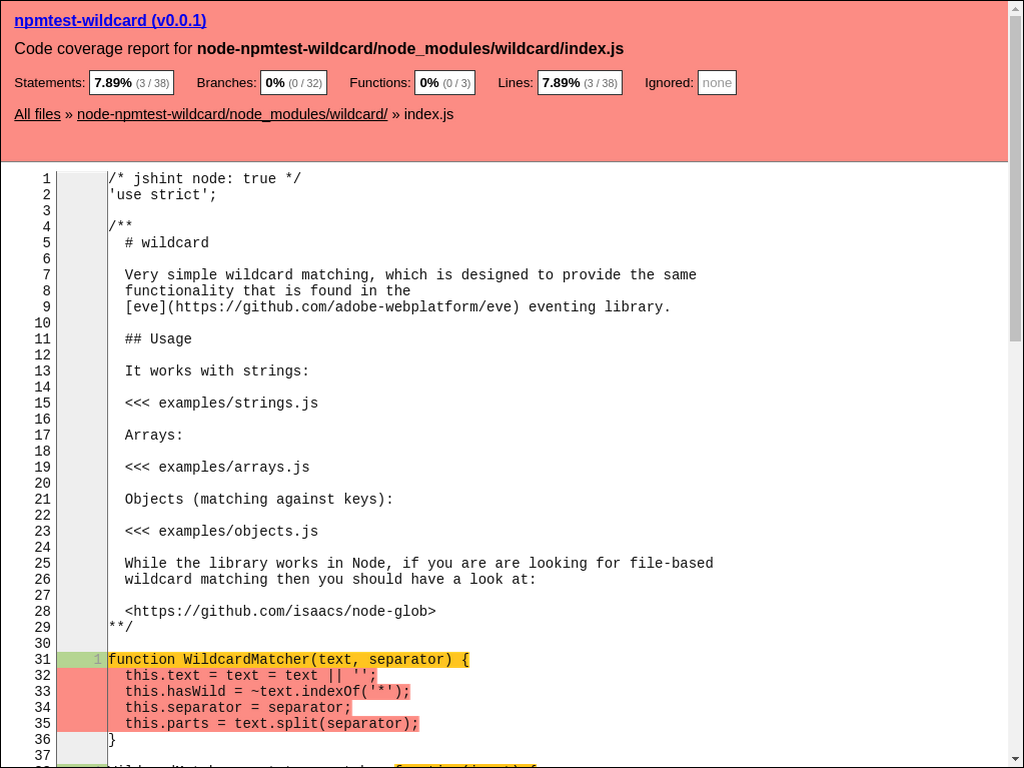 npmtest-wildcard (v0.0.1)
Code coverage report for node-npmtest-wildcard/node_modules/wildcard/index.js
Statements: 7.89% (3 / 38) Branches: 0% (0 / 32) Functions: 0% (0 / 3) Lines: 7.89% (3 / 38) Ignored: none
All files » node-npmtest-wildcard/node_modules/wildcard/ » index.js
1 /* jshint node: true */
2 'use strict';
3
4 /**
5   # wildcard
6
7   Very simple wildcard matching, which is designed to provide the same
8   functionality that is found in the
9   [eve](https://github.com/adobe-webplatform/eve) eventing library.
10
11   ## Usage
12
13   It works with strings:
14
15   <<< examples/strings.js
16
17   Arrays:
18
19   <<< examples/arrays.js
20
21   Objects (matching against keys):
22
23   <<< examples/objects.js
24
25   While the library works in Node, if you are are looking for file-based
26   wildcard matching then you should have a look at:
27
28   <https://github.com/isaacs/node-glob>
29 **/
30
31 1 function WildcardMatcher(text, separator) {
32   this.text = text = text || '';
33   this.hasWild = ~text.indexOf('*');
34   this.separator = separator;
35   this.parts = text.split(separator);
36 }
37